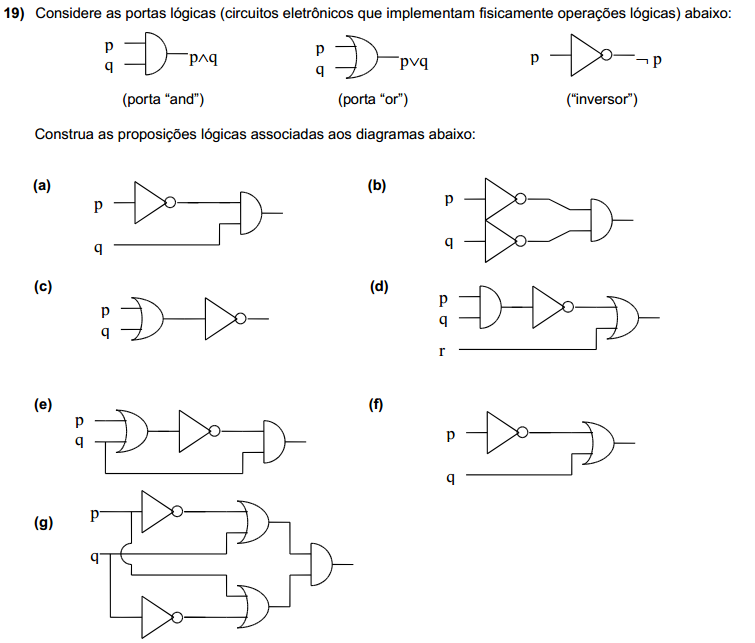 19) Considere as portas lógicas (circuitos eletrônicos que implementam fisicamente operações lógicas) abaixo:
p
q
p∧q
p
q
p∨q
p
¬ p
(porta “and”)
(porta “or”)
(“inversor”)
Construa as proposições lógicas associadas aos diagramas abaixo:
(a)
p
q
(b)
p
q
(c)
p
q
(d)
p
q
r
(e)
p
q
(f)
p
q
(g)
p
q